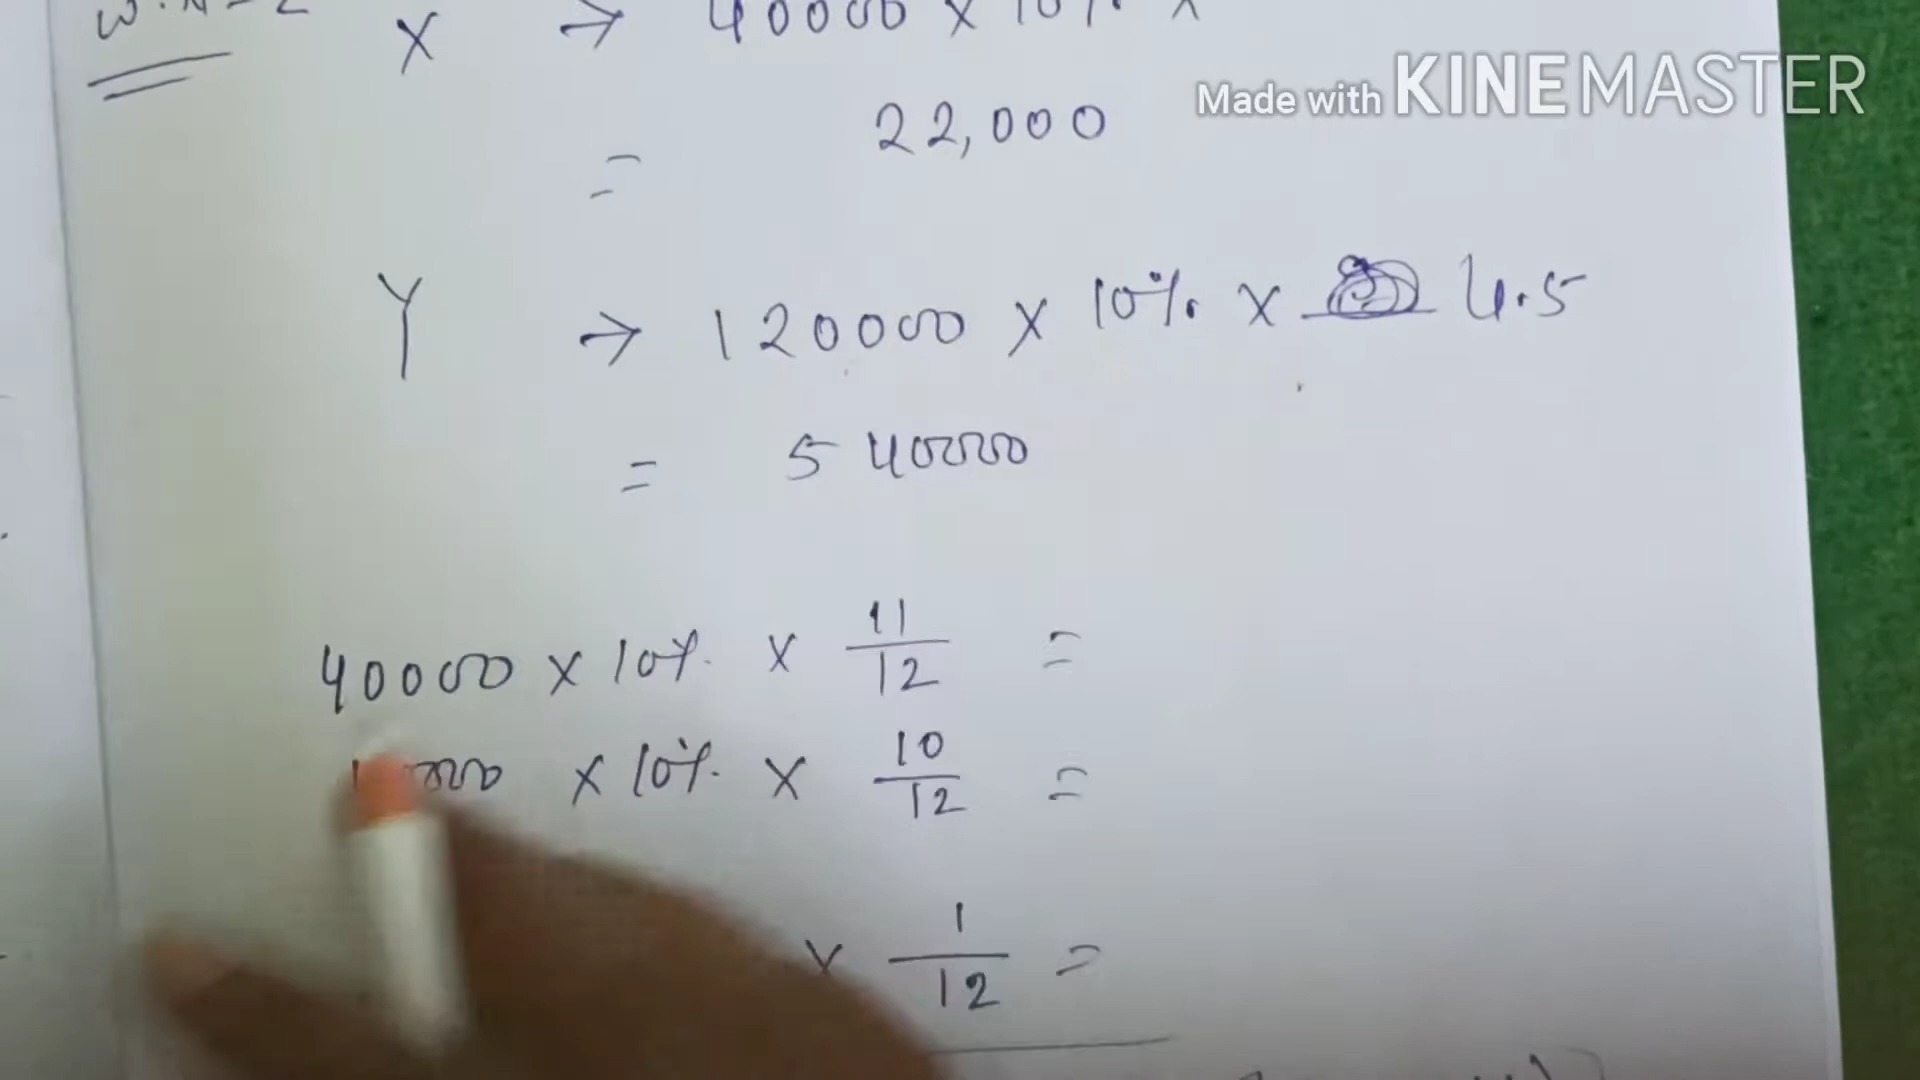 W.N-2
X → 40000 x 10% x
Made with KINEMASTER
= 22,000
Y → 120000 x 10% x 4.5
= 540000
40000 x 10% x 11/12 =
x 10% x 10/12 =
x 1/12 =